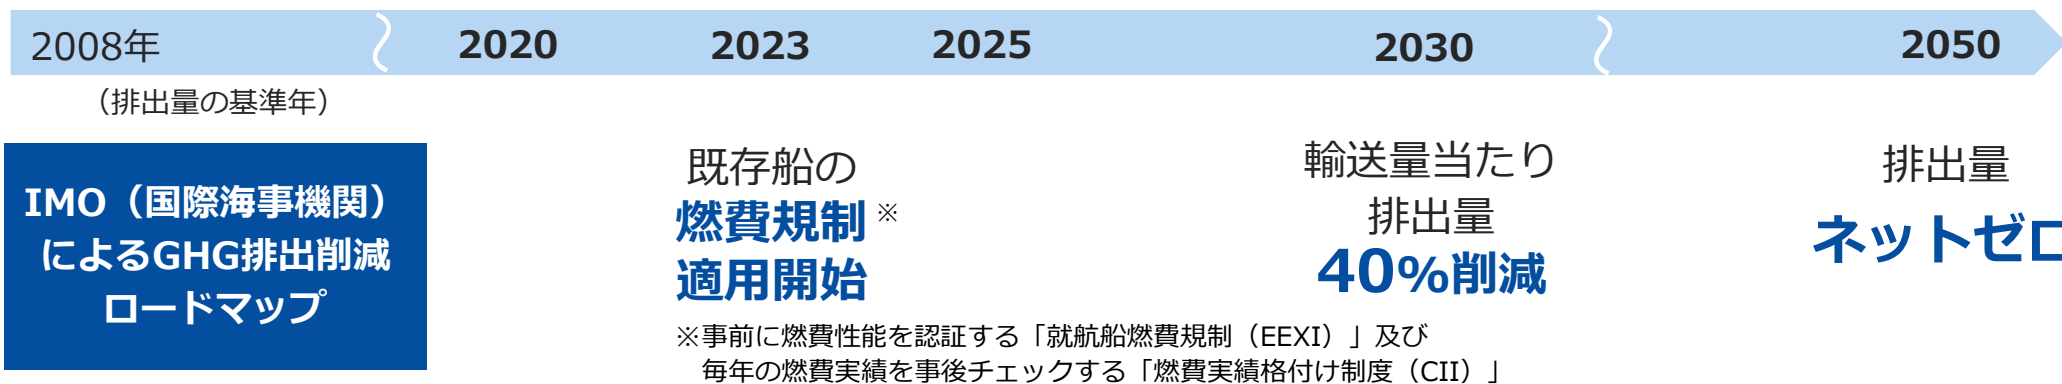 2008年 2020 2023 2025 2030 2050
（排出量の基準年）
IMO（国際海事機関）
によるGHG排出削減
ロードマップ
既存船の
燃費規制※
適用開始
輸送量当たり
排出量
40%削減
排出量
ネットゼロ
※事前に燃費性能を認証する「就航船燃費規制（EEXI）」及び
毎年の燃費実績を事後チェックする「燃費実績格付け制度（CII）」